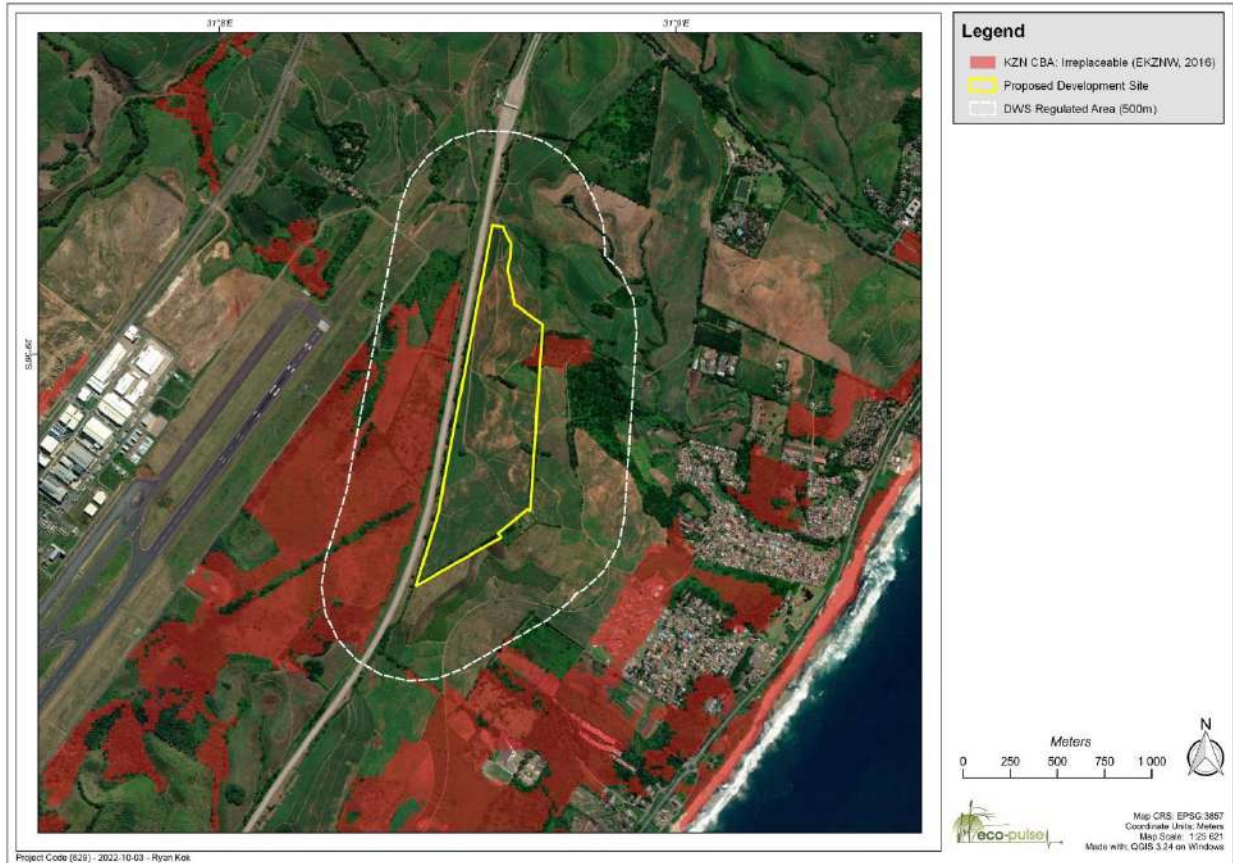 31°8'E
31°9'E
Legend
KZN CBA: Irreplaceable (EKZNW, 2016)
Proposed Development Site
DWS Regulated Area (500m)
29°36'S
N
Meters
0 250 500 750 1 000
eco-pulse
Map CRS: EPSG:3857
Coordinate Units: Meters
Map Scale: 1:25 621
Made with: QGIS 3.24 on Windows
Project Code (629) - 2022-10-03 - Ryan Kok